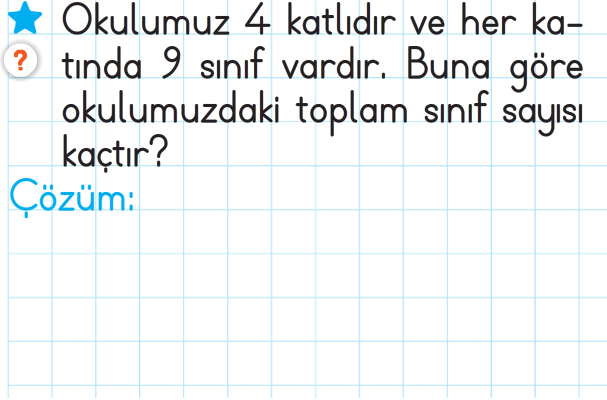 Okulumuz 4 katlıdır ve her ka-
? tında 9 sınıf vardır. Buna göre
okulumuzdaki toplam sınıf sayısı
kaçtır?
Çözüm: